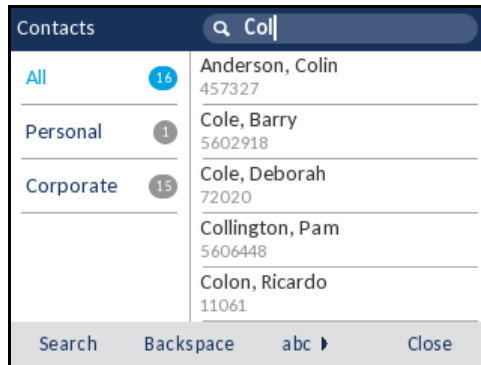 Contacts
Col
All 16
Personal 1
Corporate 15
Anderson, Colin
457327
Cole, Barry
5602918
Cole, Deborah
72020
Collington, Pam
5606448
Colon, Ricardo
11061
Search Backspace abc Close